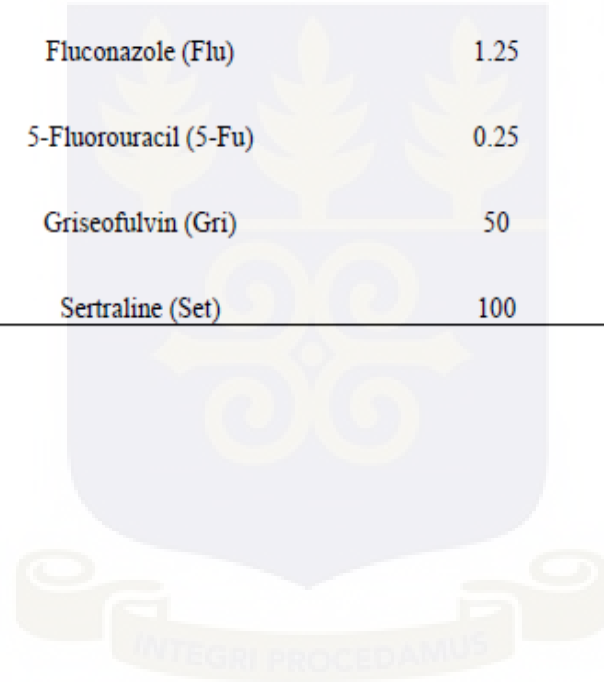 Fluconazole (Flu) 1.25
5-Fluorouracil (5-Fu) 0.25
Griseofulvin (Gri) 50
Sertraline (Set) 100
INTEGRI PROCEDAMUS